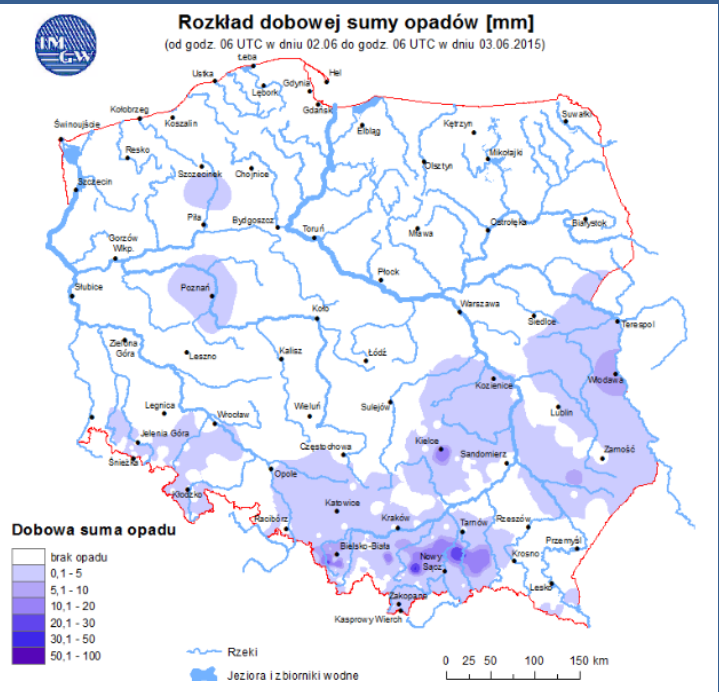 Rozkład dobowej sumy opadów [mm]
(od godz. 06 UTC w dniu 02.06 do godz. 06 UTC w dniu 03.06.2015)
IM
GW
Łeba
Hel
Ustka
Gdynia
Lębork
Gdańsk
Kołobrzeg
Koszalin
Suwałki
Świnoujście
Elbląg
Kętrzyn
Resko
Mikołajki
Szczecinek
Chojnice
Olsztyn
Szczecin
Piła
Bydgoszcz
Toruń
Mława
Ostrołęka
Białystok
Gorzów
Wlkp.
Płock
Słubice
Poznań
Koło
Warszawa
Siedlce
Terespol
Zielona
Góra
Leszno
Kalisz
Łódź
Kozienice
Włodawa
Legnica
Wrocław
Wieluń
Sulejów
Lublin
Jelenia Góra
Częstochowa
Kielce
Sandomierz
Zamość
Śnieżka
Opole
Kłodzko
Katowice
Racibórz
Kraków
Tarnów
Rzeszów
Przemyśl
Bielsko-Biała
Nowy
Sącz
Krosno
Lesko
Zakopane
Kasprowy Wierch
Dobowa suma opadu
brak opadu
0,1 - 5
5,1 - 10
10,1 - 20
20,1 - 30
30,1 - 50
50,1 - 100
Rzeki
Jeziora i zbiorniki wodne
0 25 50 100 150 km